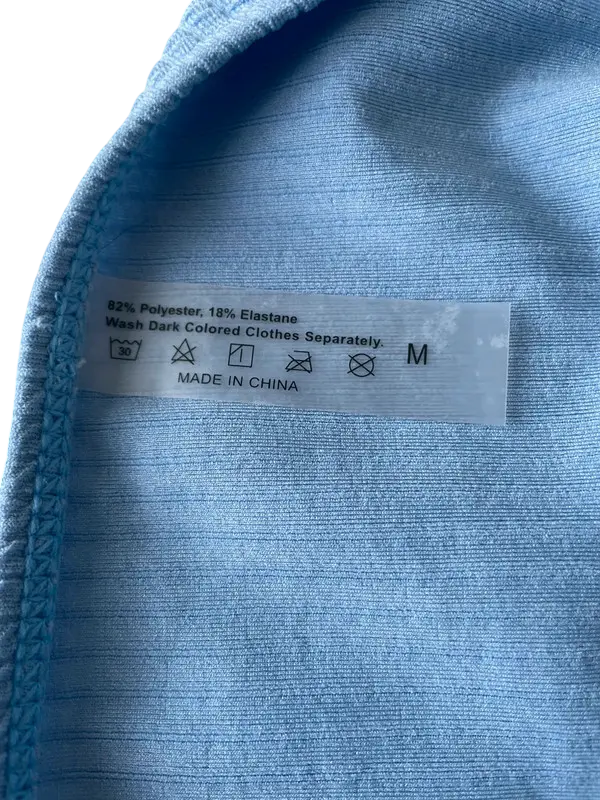 82% Polyester, 18% Elastane
Wash Dark Colored Clothes Separately.
30 M
MADE IN CHINA